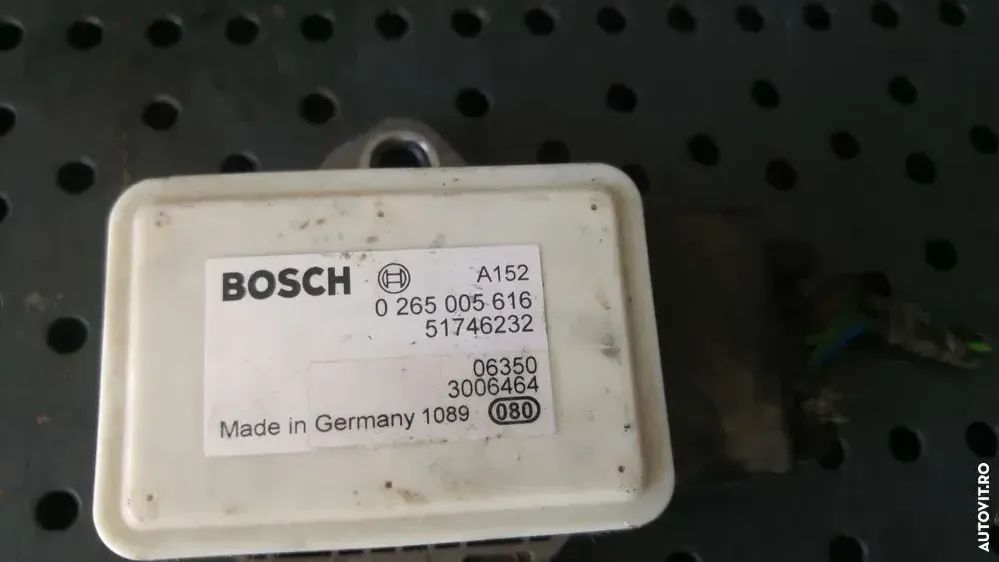 BOSCH A152
0 265 005 616
51746232
06350
3006464
Made in Germany 1089 080
AUTOVIT.RO